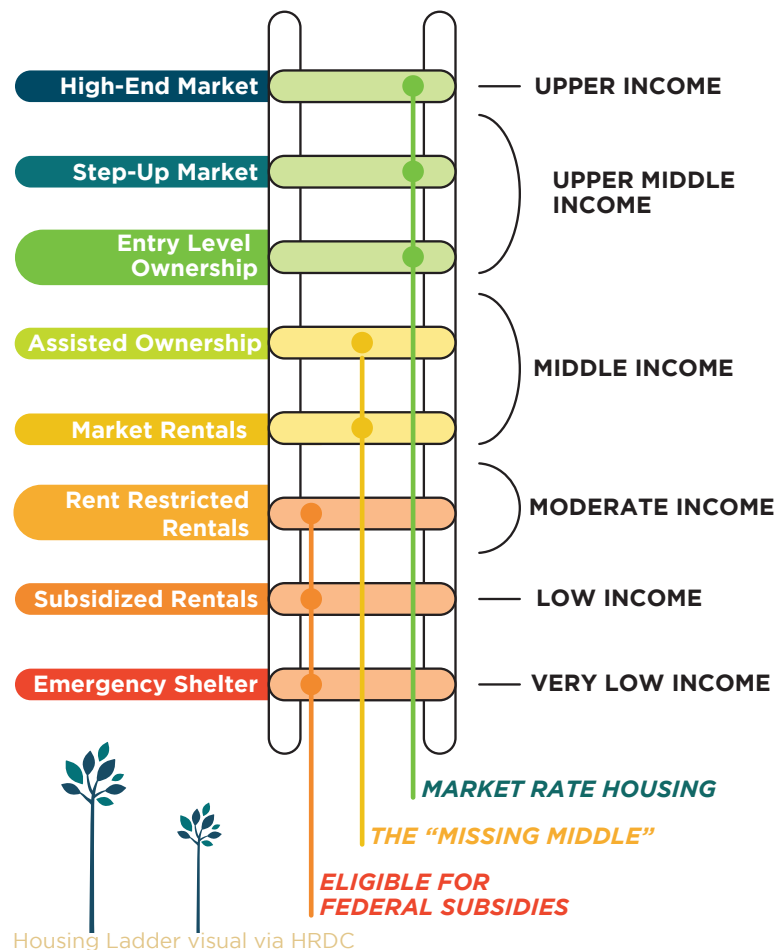 High-End Market
UPPER INCOME
Step-Up Market
UPPER MIDDLE
INCOME
Entry Level
Ownership
Assisted Ownership
MIDDLE INCOME
Market Rentals
Rent Restricted
Rentals
MODERATE INCOME
Subsidized Rentals
LOW INCOME
Emergency Shelter
VERY LOW INCOME
MARKET RATE HOUSING
THE “MISSING MIDDLE”
ELIGIBLE FOR
FEDERAL SUBSIDIES
Housing Ladder visual via HRDC